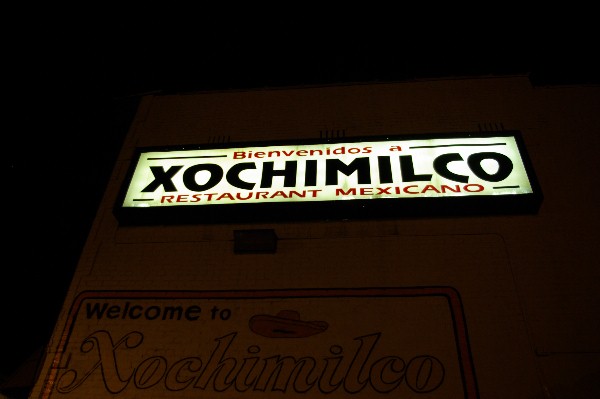 Bienvenidos a
XOCHIMILCO
RESTAURANT MEXICANO
Welcome to
Xochimilco